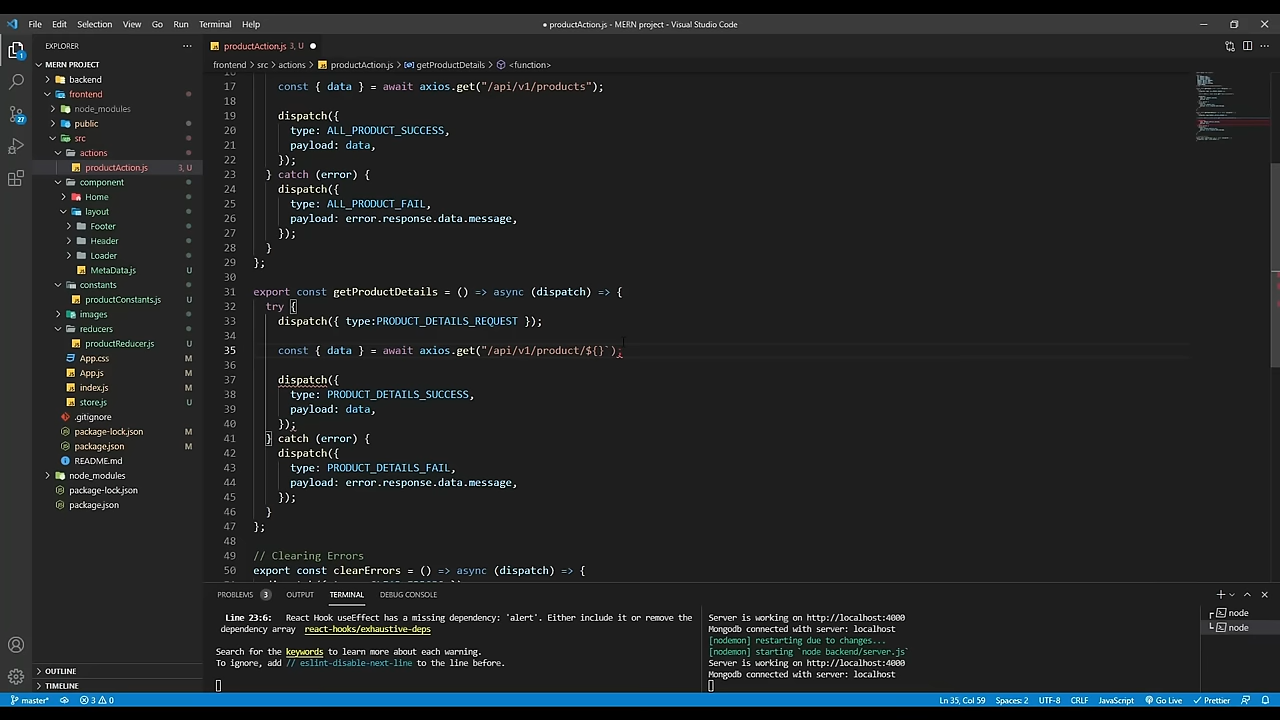 File Edit Selection View Go Run Terminal Help
● productAction.js - MERN project - Visual Studio Code
EXPLORER
MERN PROJECT
backend
frontend
node_modules
public
src
actions
productAction.js 3, U
component
Home
layout
Footer
Header
Loader
MetaData.js U
constants
productConstants.js U
images
reducers
productReducer.js U
App.css M
App.js M
index.js M
store.js U
.gitignore
package-lock.json M
package.json M
README.md
node_modules
package-lock.json
package.json
OUTLINE
TIMELINE
productAction.js 3, U ●
frontend > src > actions > productAction.js > getProductDetails > <function>
17 const { data } = await axios.get("/api/v1/products");
18
19 dispatch({
20 type: ALL_PRODUCT_SUCCESS,
21 payload: data,
22 });
23 } catch (error) {
24 dispatch({
25 type: ALL_PRODUCT_FAIL,
26 payload: error.response.data.message,
27 });
28 }
29 };
30
31 export const getProductDetails = () => async (dispatch) => {
32 try {
33 dispatch({ type:PRODUCT_DETAILS_REQUEST });
34
35 const { data } = await axios.get("/api/v1/product/${}`);
36
37 dispatch({
38 type: PRODUCT_DETAILS_SUCCESS,
39 payload: data,
40 });
41 } catch (error) {
42 dispatch({
43 type: PRODUCT_DETAILS_FAIL,
44 payload: error.response.data.message,
45 });
46 }
47 };
48
49 // Clearing Errors
50 export const clearErrors = () => async (dispatch) => {
PROBLEMS 3 OUTPUT TERMINAL DEBUG CONSOLE
Line 23:6: React Hook useEffect has a missing dependency: 'alert'. Either include it or remove the
dependency array react-hooks/exhaustive-deps
Search for the keywords to learn more about each warning.
To ignore, add // eslint-disable-next-line to the line before.
Server is working on http://localhost:4000
Mongodb connected with server: localhost
[nodemon] restarting due to changes...
[nodemon] starting `node backend/server.js`
Server is working on http://localhost:4000
Mongodb connected with server: localhost
node
node
master* 3 0 Ln 35, Col 59 Spaces: 2 UTF-8 CRLF JavaScript Go Live Prettier